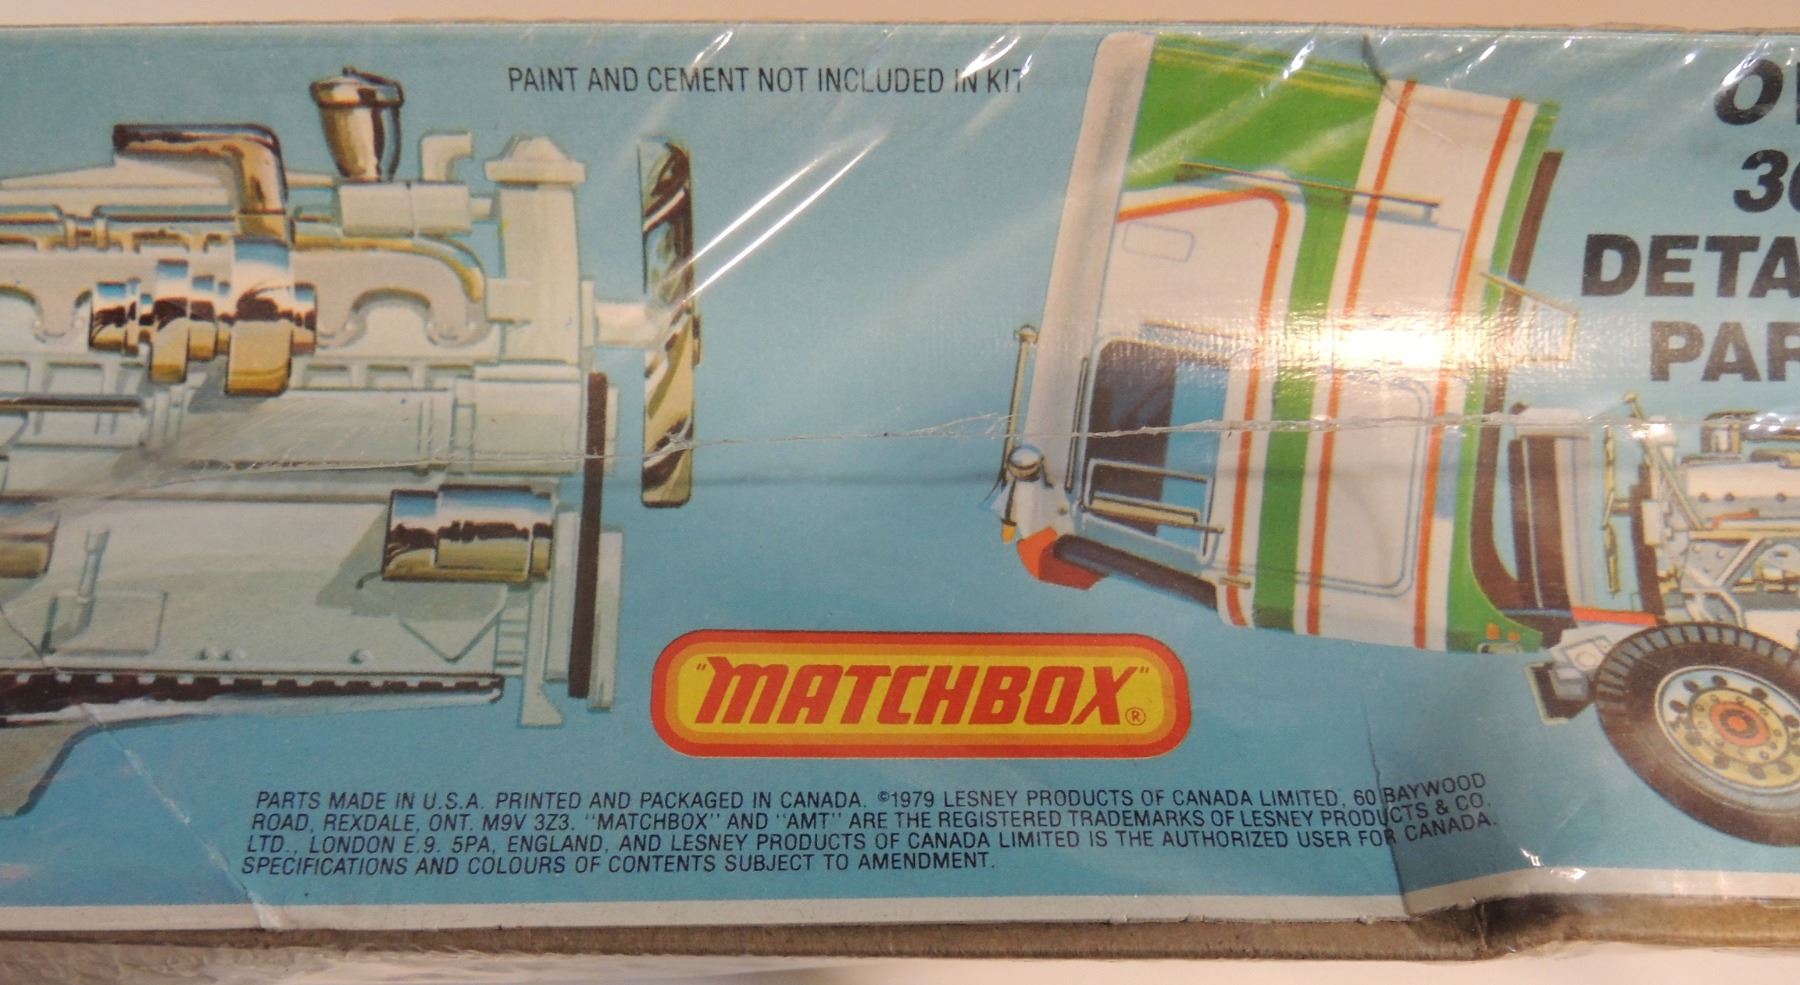 PAINT AND CEMENT NOT INCLUDED IN KIT
DETA
PAR
"MATCHBOX"®
PARTS MADE IN U.S.A. PRINTED AND PACKAGED IN CANADA. ©1979 LESNEY PRODUCTS OF CANADA LIMITED, 60 BAYWOOD
ROAD, REXDALE, ONT. M9V 3Z3. "MATCHBOX" AND "AMT" ARE THE REGISTERED TRADEMARKS OF LESNEY PRODUCTS & CO.
LTD., LONDON E.9. 5PA, ENGLAND, AND LESNEY PRODUCTS OF CANADA LIMITED IS THE AUTHORIZED USER FOR CANADA.
SPECIFICATIONS AND COLOURS OF CONTENTS SUBJECT TO AMENDMENT.